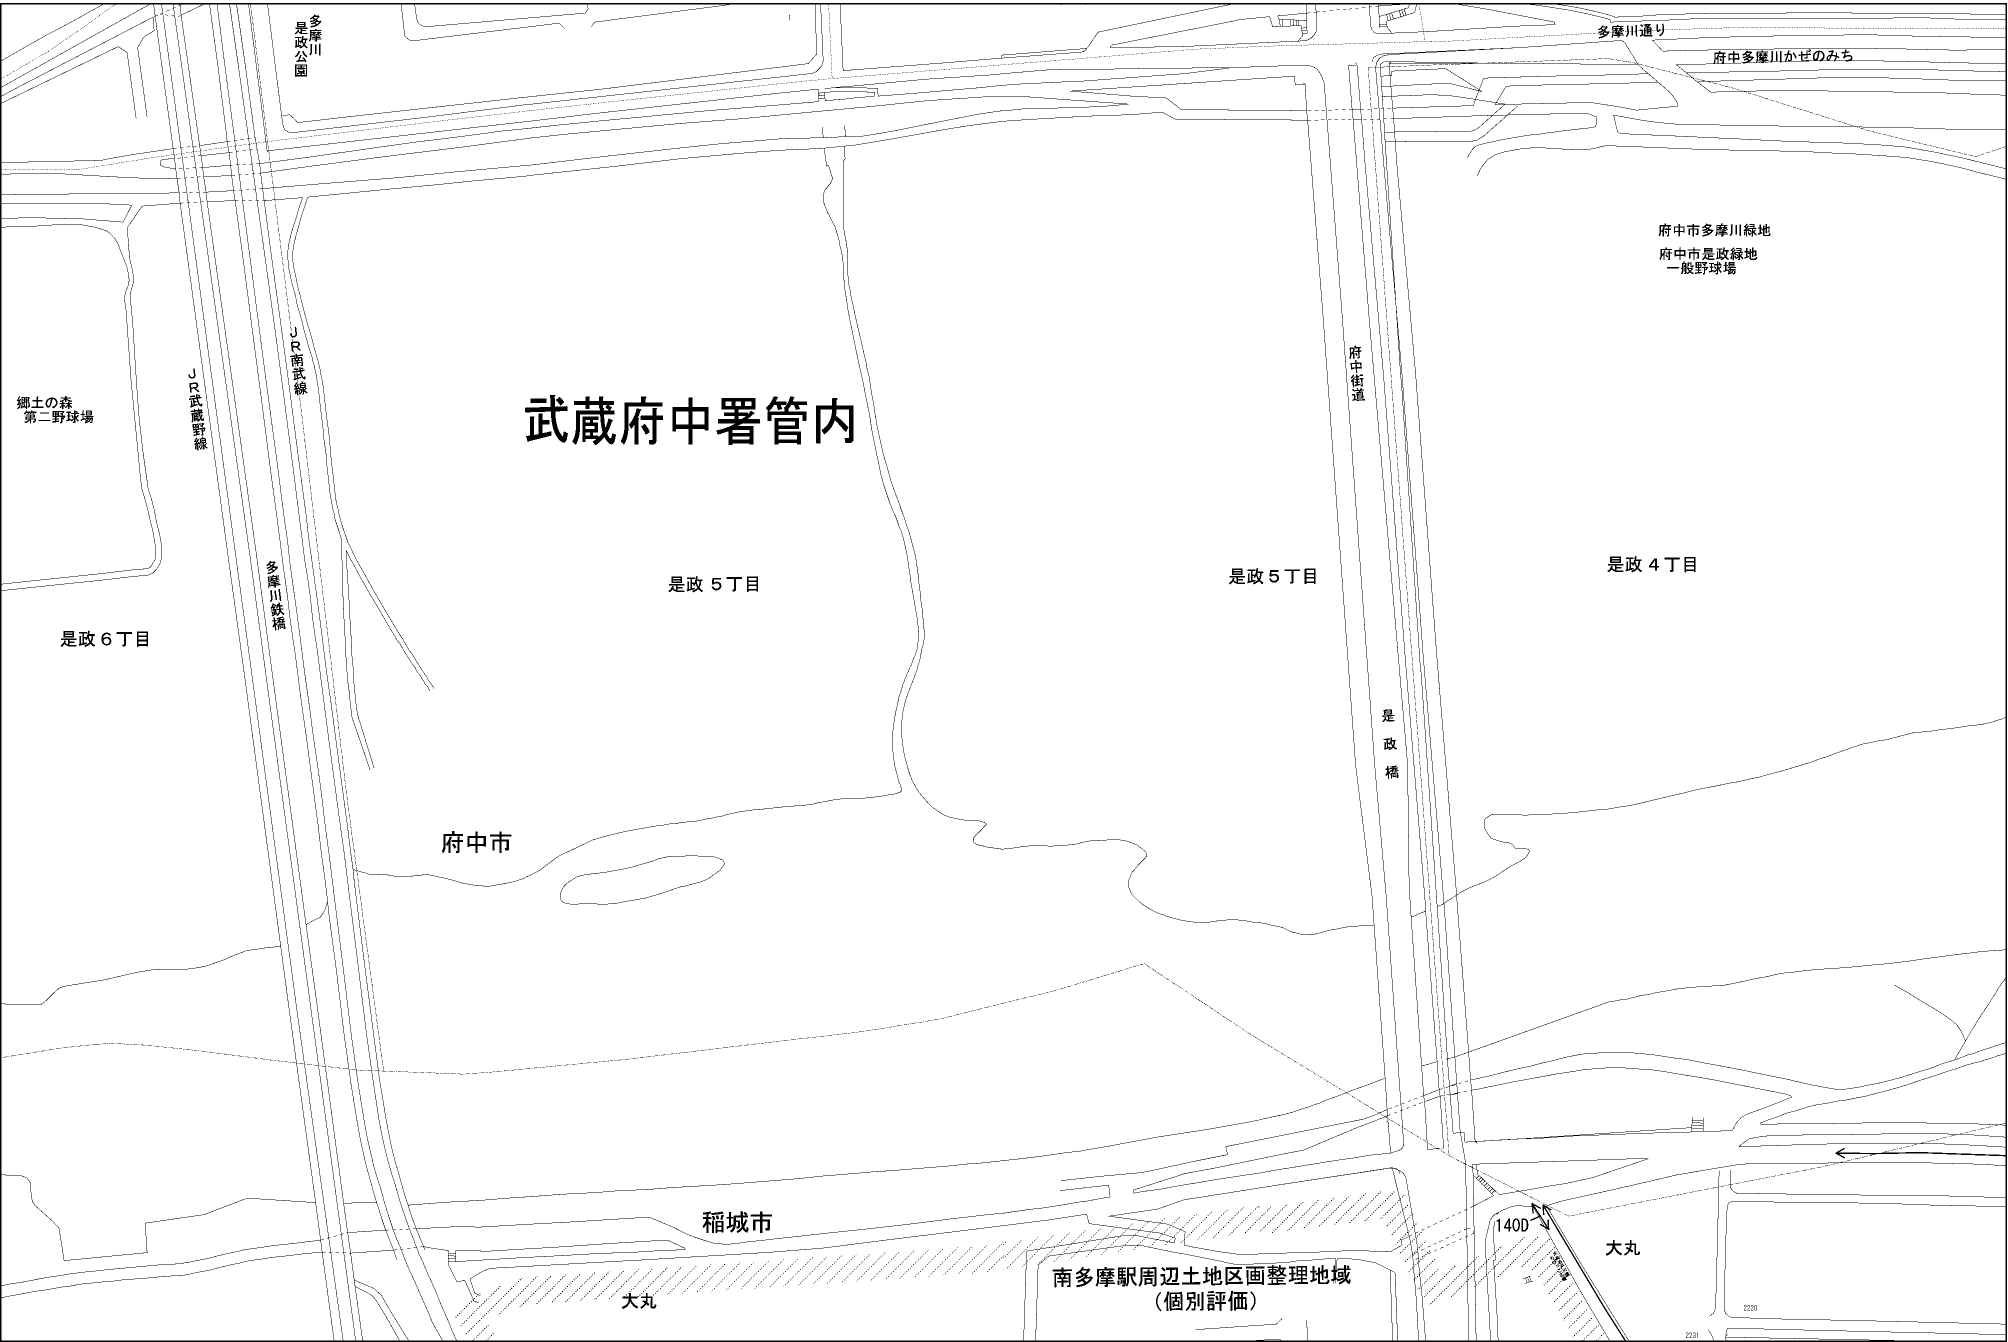 多摩川
是政公園
多摩川通り
府中多摩川かぜのみち
府中市多摩川緑地
府中市是政緑地
一般野球場
JR南武線
JR武蔵野線
府中街道
郷土の森
第二野球場
武蔵府中署管内
多摩川鉄橋
是政5丁目
是政5丁目
是政4丁目
是政6丁目
是政橋
府中市
稲城市
140D
大丸
南多摩駅周辺土地区画整理地域
(個別評価)
大丸
2220
2231